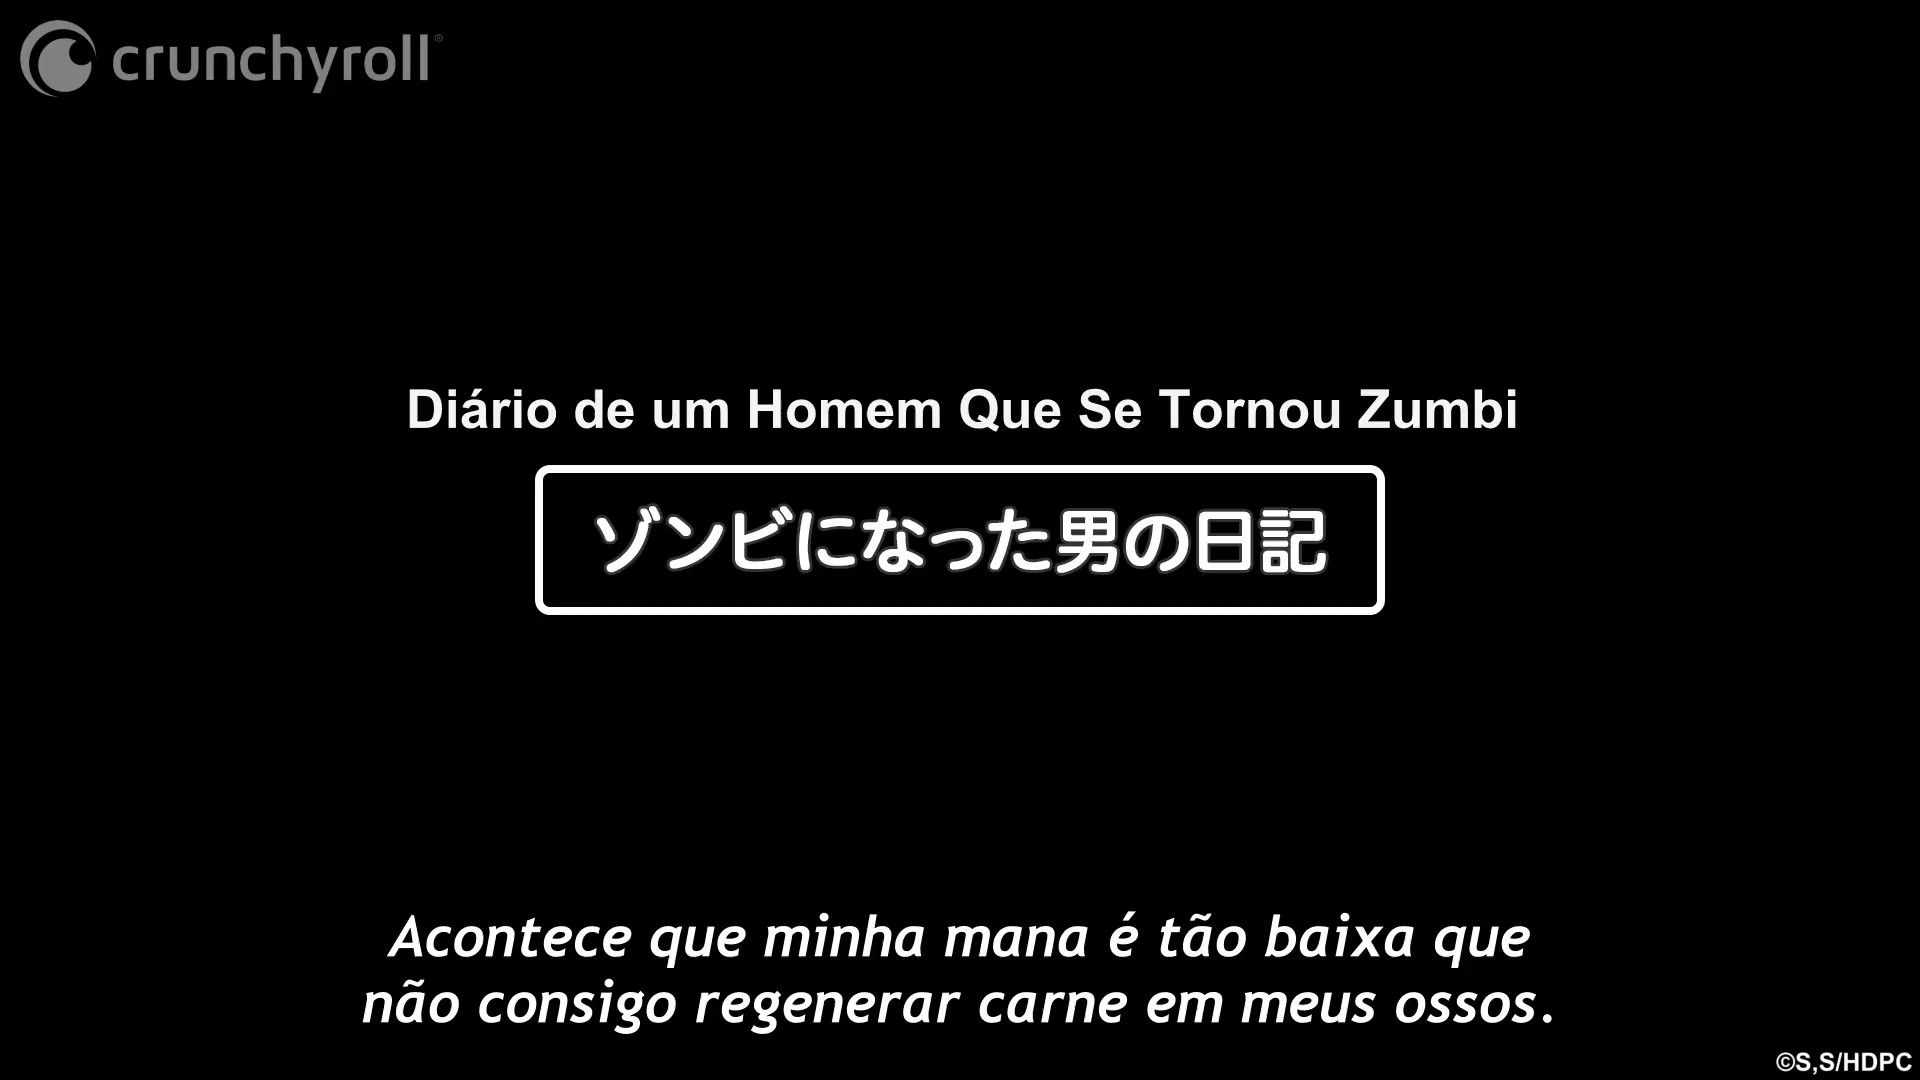 crunchyroll®
Diário de um Homem Que Se Tornou Zumbi
ゾンビになった男の日記
Acontece que minha mana é tão baixa que
não consigo regenerar carne em meus ossos.
©S,S/HDPC